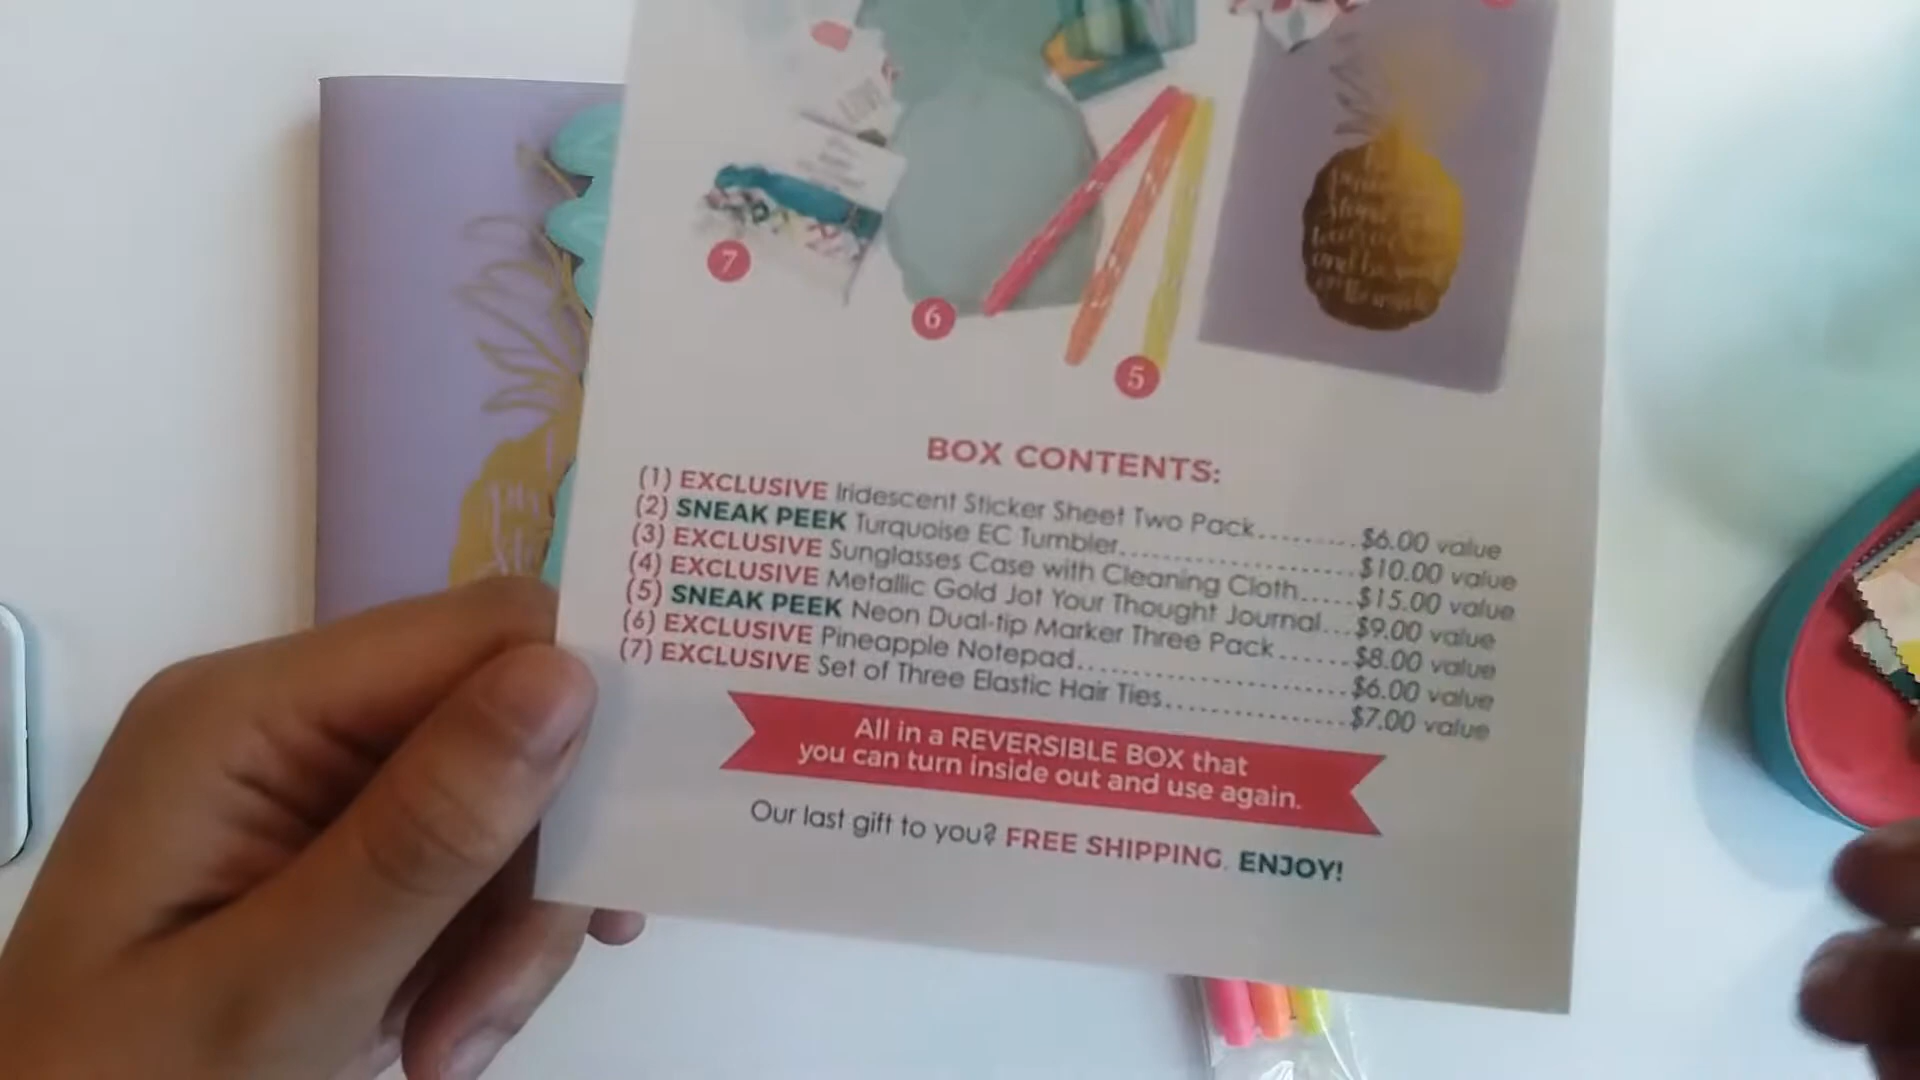 LOVE
7
6
5
BOX CONTENTS:
(1) EXCLUSIVE Iridescent Sticker Sheet Two Pack.......... $6.00 value
(2) SNEAK PEEK Turquoise EC Tumbler.......................... $10.00 value
(3) EXCLUSIVE Sunglasses Case with Cleaning Cloth..... $15.00 value
(4) EXCLUSIVE Metallic Gold Jot Your Thought Journal... $9.00 value
(5) SNEAK PEEK Neon Dual-tip Marker Three Pack....... $8.00 value
(6) EXCLUSIVE Pineapple Notepad............................. $6.00 value
(7) EXCLUSIVE Set of Three Elastic Hair Ties................... $7.00 value
All in a REVERSIBLE BOX that
you can turn inside out and use again.
Our last gift to you? FREE SHIPPING. ENJOY!